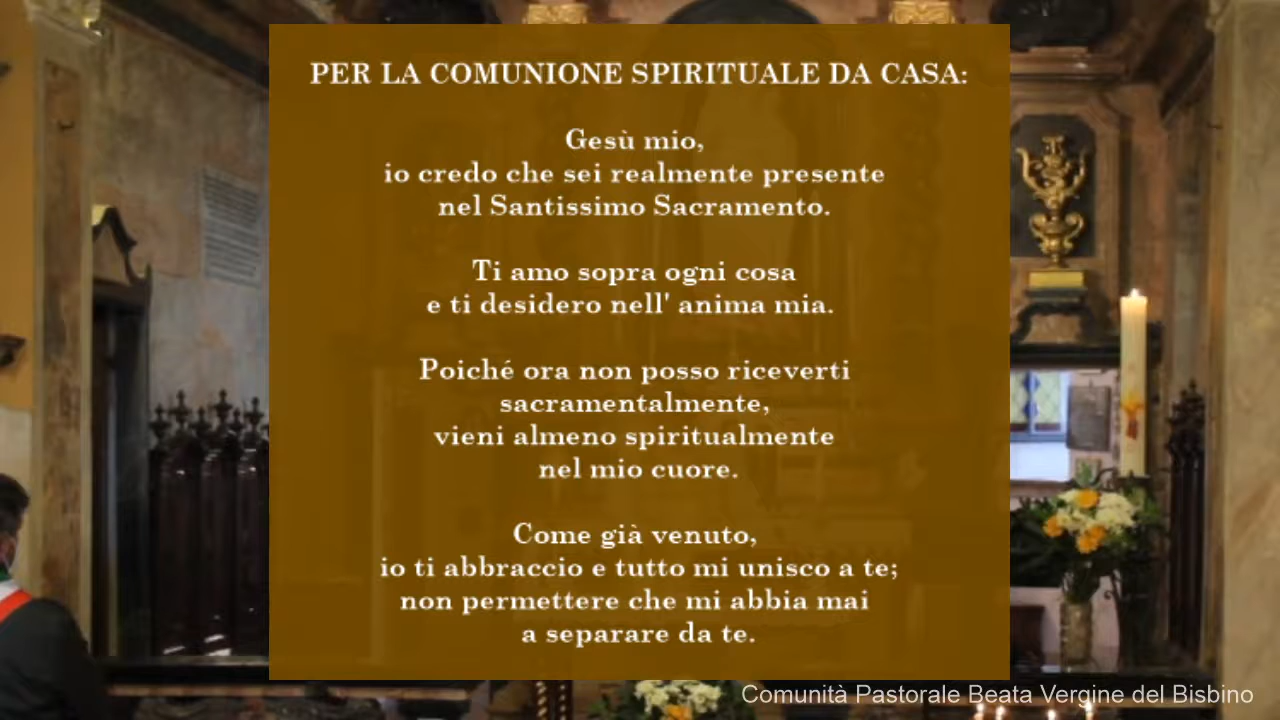 PER LA COMUNIONE SPIRITUALE DA CASA:
Gesù mio,
io credo che sei realmente presente
nel Santissimo Sacramento.
Ti amo sopra ogni cosa
e ti desidero nell' anima mia.
Poiché ora non posso riceverti
sacramentalmente,
vieni almeno spiritualmente
nel mio cuore.
Come già venuto,
io ti abbraccio e tutto mi unisco a te;
non permettere che mi abbia mai
a separare da te.
Comunità Pastorale Beata Vergine del Bisbino